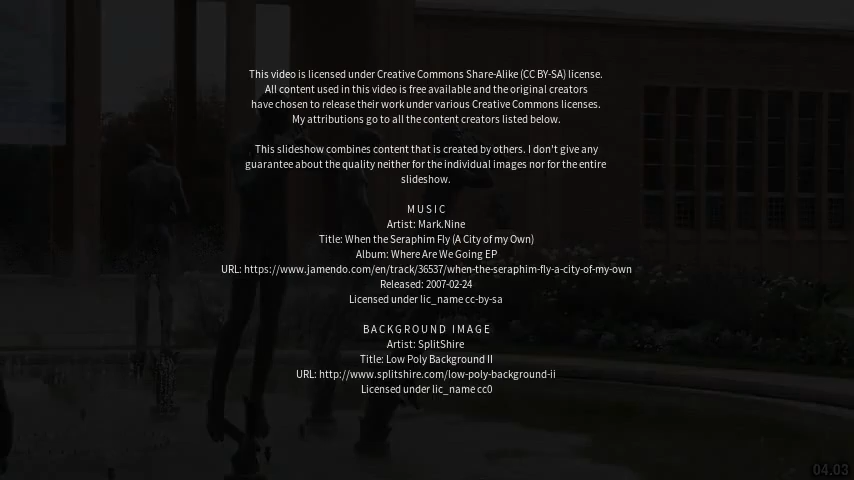 This video is licensed under Creative Commons Share-Alike (CC BY-SA) license.
All content used in this video is free available and the original creators
have chosen to release their work under various Creative Commons licenses.
My attributions go to all the content creators listed below.
This slideshow combines content that is created by others. I don't give any
guarantee about the quality neither for the individual images nor for the entire
slideshow.
MUSIC
Artist: Mark.Nine
Title: When the Seraphim Fly (A City of my Own)
Album: Where Are We Going EP
URL: https://www.jamendo.com/en/track/36537/when-the-seraphim-fly-a-city-of-my-own
Released: 2007-02-24
Licensed under lic_name cc-by-sa
BACKGROUND IMAGE
Artist: SplitShire
Title: Low Poly Background II
URL: http://www.splitshire.com/low-poly-background-ii
Licensed under lic_name cc0
04.03